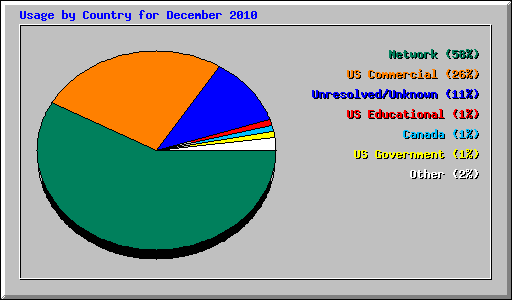 Usage by Country for December 2010
Network (58%)
US Commercial (26%)
Unresolved/Unknown (11%)
US Educational (1%)
Canada (1%)
US Government (1%)
Other (2%)